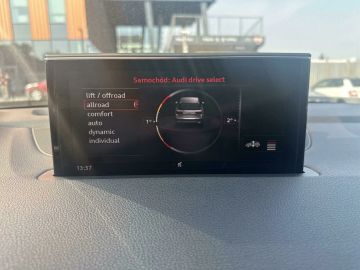 Samochód: Audi drive select
lift / offroad
allroad
comfort
auto
dynamic
individual
1°
2°
13:37